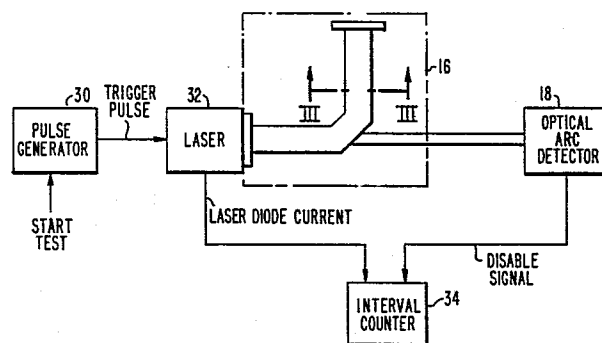 30
TRIGGER
PULSE
PULSE
GENERATOR
START
TEST
32
LASER
III
III
16
18
OPTICAL
ARC
DETECTOR
LASER DIODE CURRENT
DISABLE
SIGNAL
34
INTERVAL
COUNTER